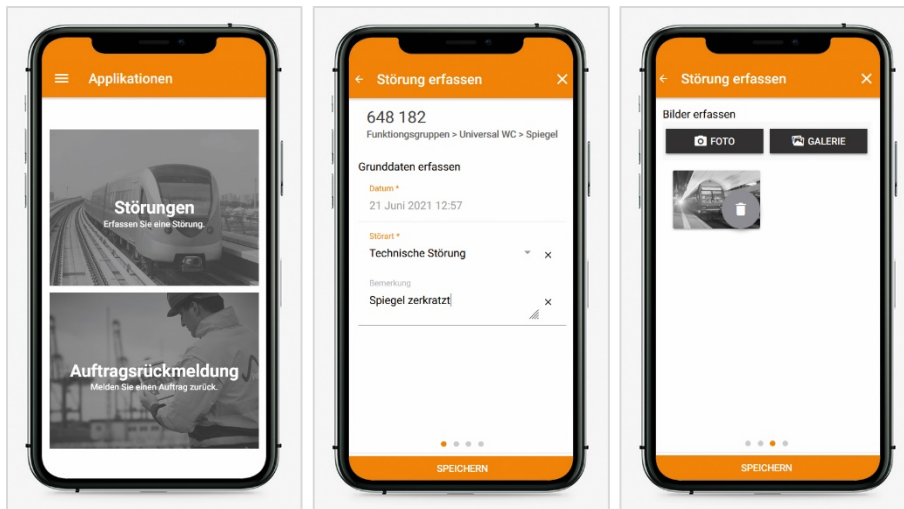 Applikationen
Störungen
Erfassen Sie eine Störung.
Auftragsrückmeldung
Melden Sie einen Auftrag zurück.
Störung erfassen
648 182
Funktiongsgruppen > Universal WC > Spiegel
Grunddaten erfassen
Datum *
21 Juni 2021 12:57
Störart *
Technische Störung
Bemerkung
Spiegel zerkratzt
SPEICHERN
Störung erfassen
Bilder erfassen
FOTO
GALERIE
SPEICHERN